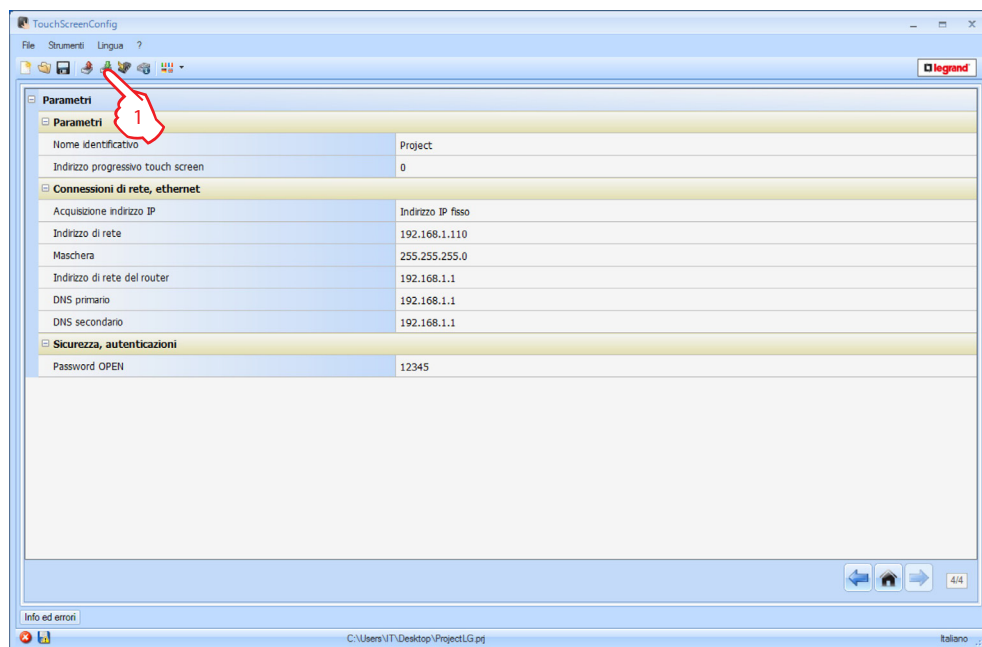 TouchScreenConfig
File Strumenti Lingua ?
legrand
Parametri
1
Parametri
Nome identificativo Project
Indirizzo progressivo touch screen 0
Connessioni di rete, ethernet
Acquisizione indirizzo IP Indirizzo IP fisso
Indirizzo di rete 192.168.1.110
Maschera 255.255.255.0
Indirizzo di rete del router 192.168.1.1
DNS primario 192.168.1.1
DNS secondario 192.168.1.1
Sicurezza, autenticazioni
Password OPEN 12345
4/4
Info ed errori
C:\Users\IT\Desktop\ProjectLG.prj Italiano